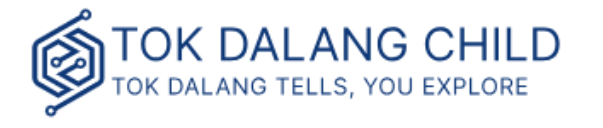 TOK DALANG CHILD
TOK DALANG TELLS, YOU EXPLORE